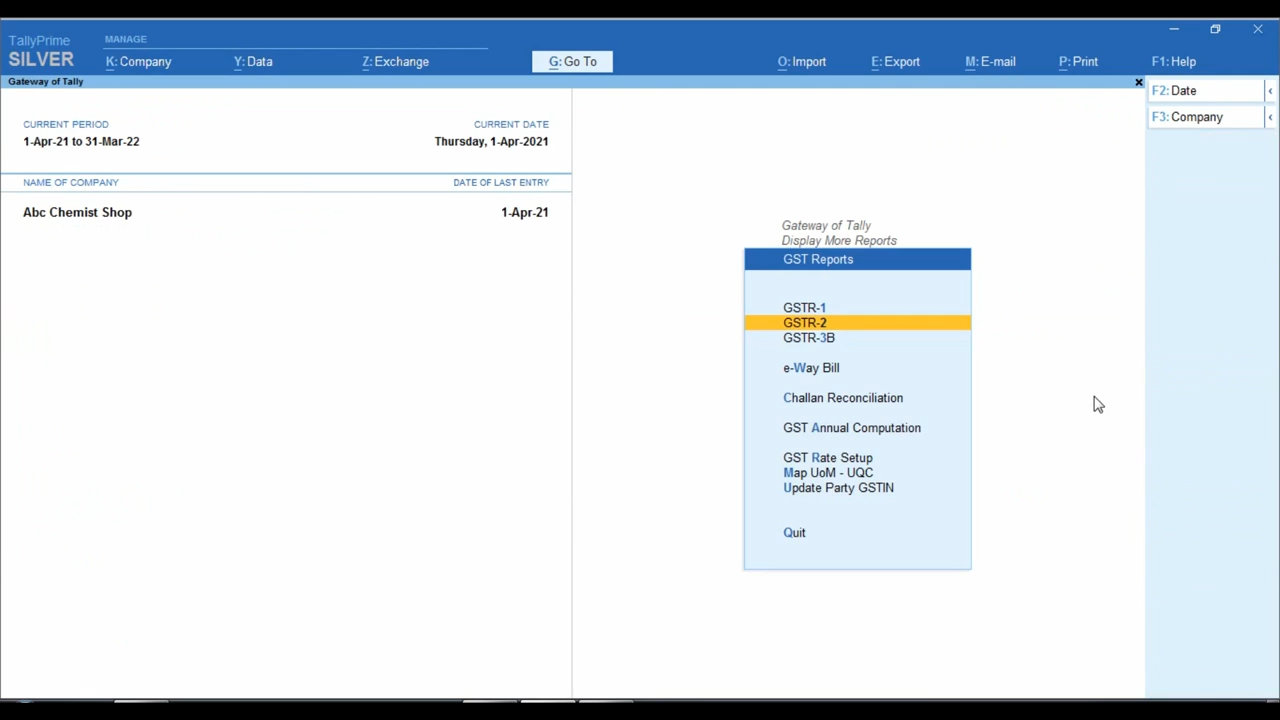 TallyPrime
SILVER
MANAGE
K: Company
Y: Data
Z: Exchange
G: Go To
O: Import
E: Export
M: E-mail
P: Print
F1: Help
Gateway of Tally
F2: Date
F3: Company
CURRENT PERIOD
CURRENT DATE
1-Apr-21 to 31-Mar-22
Thursday, 1-Apr-2021
NAME OF COMPANY
DATE OF LAST ENTRY
Abc Chemist Shop
1-Apr-21
Gateway of Tally
Display More Reports
GST Reports
GSTR-1
GSTR-2
GSTR-3B
e-Way Bill
Challan Reconciliation
GST Annual Computation
GST Rate Setup
Map UoM - UQC
Update Party GSTIN
Quit